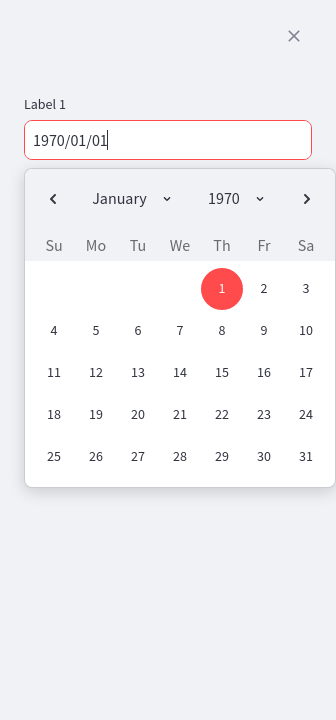 Label 1
1970/01/01
January 1970
Su Mo Tu We Th Fr Sa
1 2 3
4 5 6 7 8 9 10
11 12 13 14 15 16 17
18 19 20 21 22 23 24
25 26 27 28 29 30 31